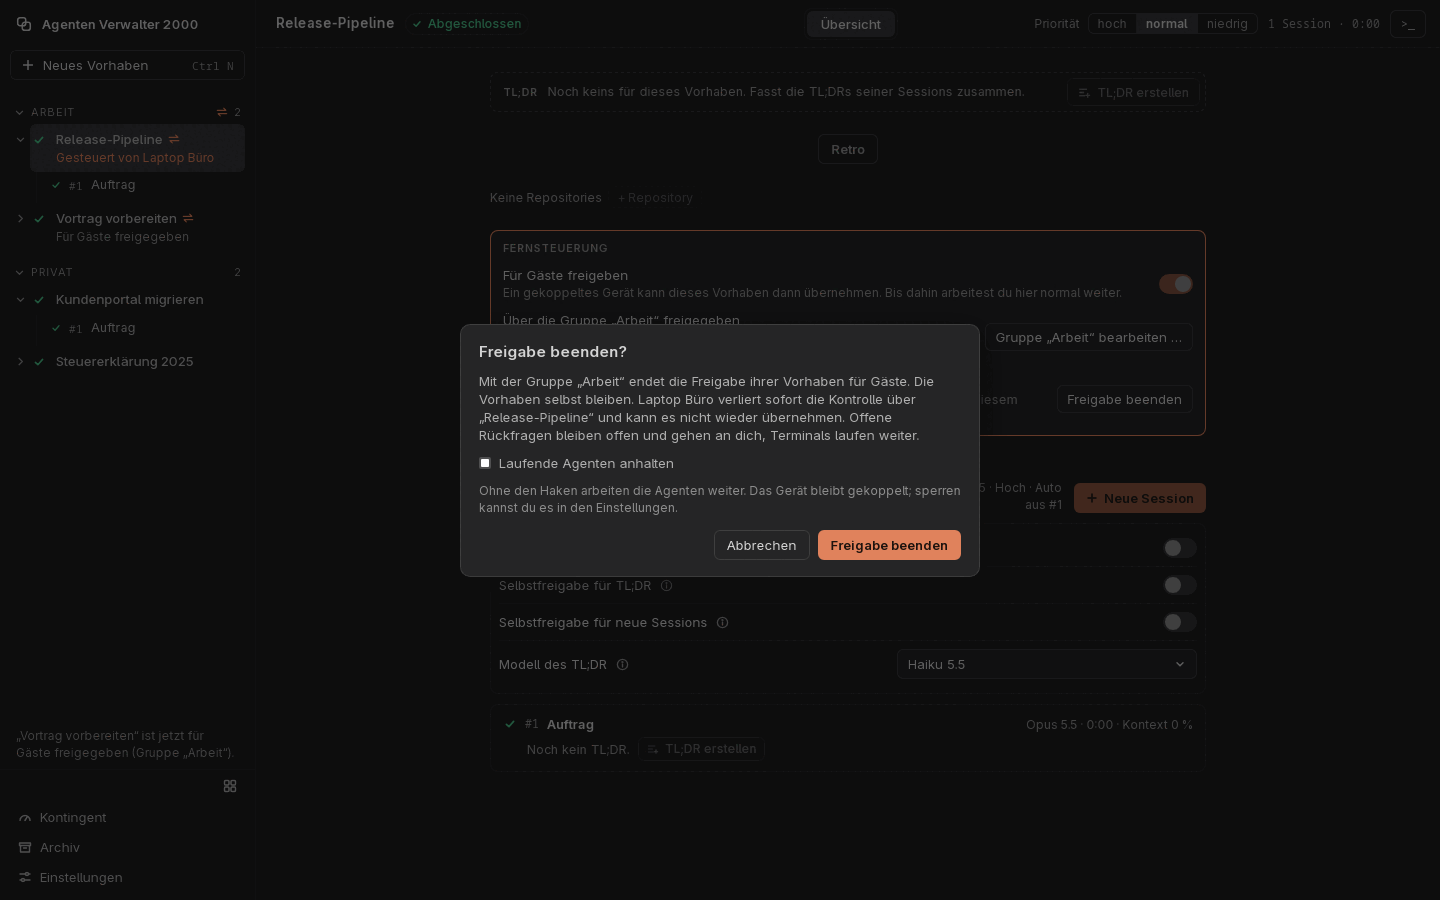 Agenten Verwalter 2000
Neues Vorhaben Ctrl N
ARBEIT 2
Release-Pipeline
Gesteuert von Laptop Büro
#1 Auftrag
Vortrag vorbereiten
Für Gäste freigegeben
PRIVAT 2
Kundenportal migrieren
#1 Auftrag
Steuererklärung 2025
„Vortrag vorbereiten“ ist jetzt für
Gäste freigegeben (Gruppe „Arbeit“).
Kontingent
Archiv
Einstellungen
Release-Pipeline Abgeschlossen Übersicht Priorität hoch normal niedrig 1 Session · 0:00 >_
TL;DR Noch keins für dieses Vorhaben. Fasst die TL;DRs seiner Sessions zusammen. TL;DR erstellen
Retro
Keine Repositories + Repository
FERNSTEUERUNG
Für Gäste freigeben
Ein gekoppeltes Gerät kann dieses Vorhaben dann übernehmen. Bis dahin arbeitest du hier normal weiter.
Über die Gruppe „Arbeit“ freigegeben
Gruppe „Arbeit“ bearbeiten …
Freigabe beenden
Freigabe beenden?
Mit der Gruppe „Arbeit“ endet die Freigabe ihrer Vorhaben für Gäste. Die
Vorhaben selbst bleiben. Laptop Büro verliert sofort die Kontrolle über
„Release-Pipeline“ und kann es nicht wieder übernehmen. Offene
Rückfragen bleiben offen und gehen an dich, Terminals laufen weiter.
Laufende Agenten anhalten
Ohne den Haken arbeiten die Agenten weiter. Das Gerät bleibt gekoppelt; sperren
kannst du es in den Einstellungen.
Abbrechen Freigabe beenden
5 · Hoch · Auto
aus #1
Neue Session
Selbstfreigabe für TL;DR
Selbstfreigabe für neue Sessions
Modell des TL;DR Haiku 5.5
#1 Auftrag Opus 5.5 · 0:00 · Kontext 0 %
Noch kein TL;DR. TL;DR erstellen